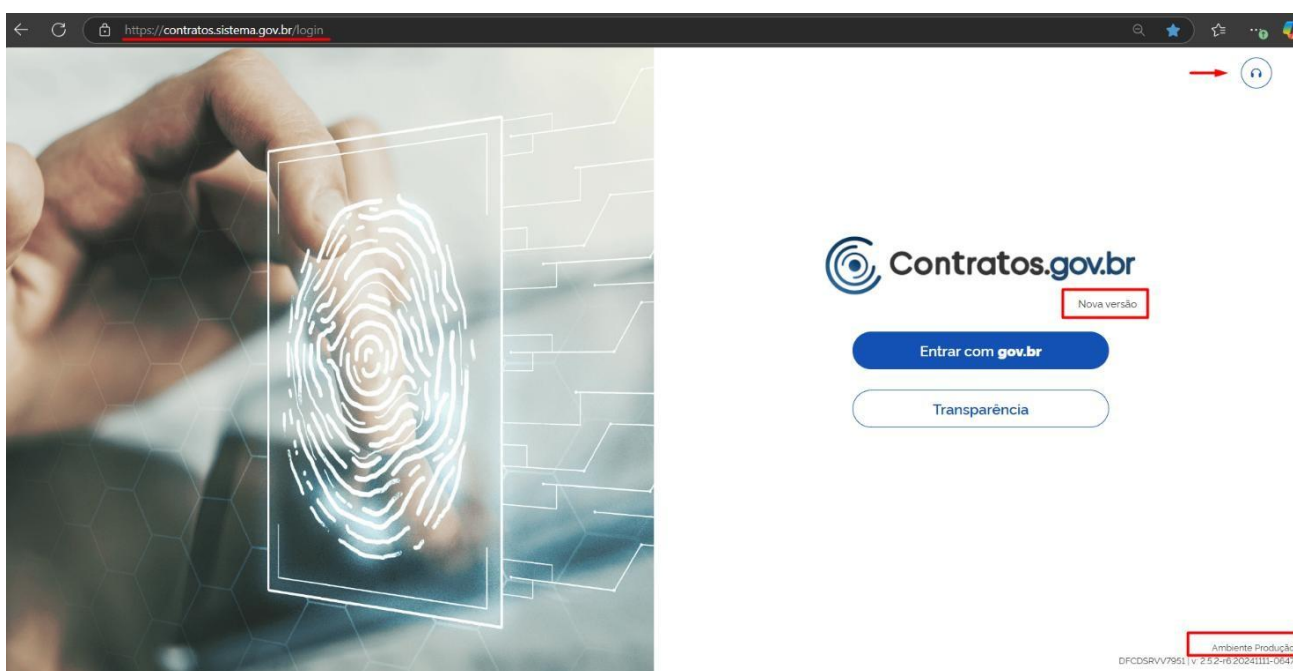 https://contratos.sistema.gov.br/login
Contratos.gov.br
Nova versão
Entrar com gov.br
Transparência
Ambiente Produção
DFCDSRVV7951 | v: 2.5.2-r6.20241111-0647